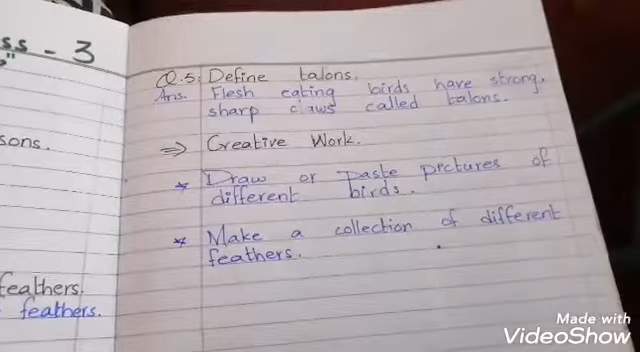 ss - 3
"
sons.
feathers.
feathers.
Q.5: Define talons.
Ans. Flesh eating birds have strong,
sharp claws called talons.
⇒ Creative Work.
* Draw or paste pictures of
different birds.
* Make a collection of different
feathers.
Made with
VideoShow